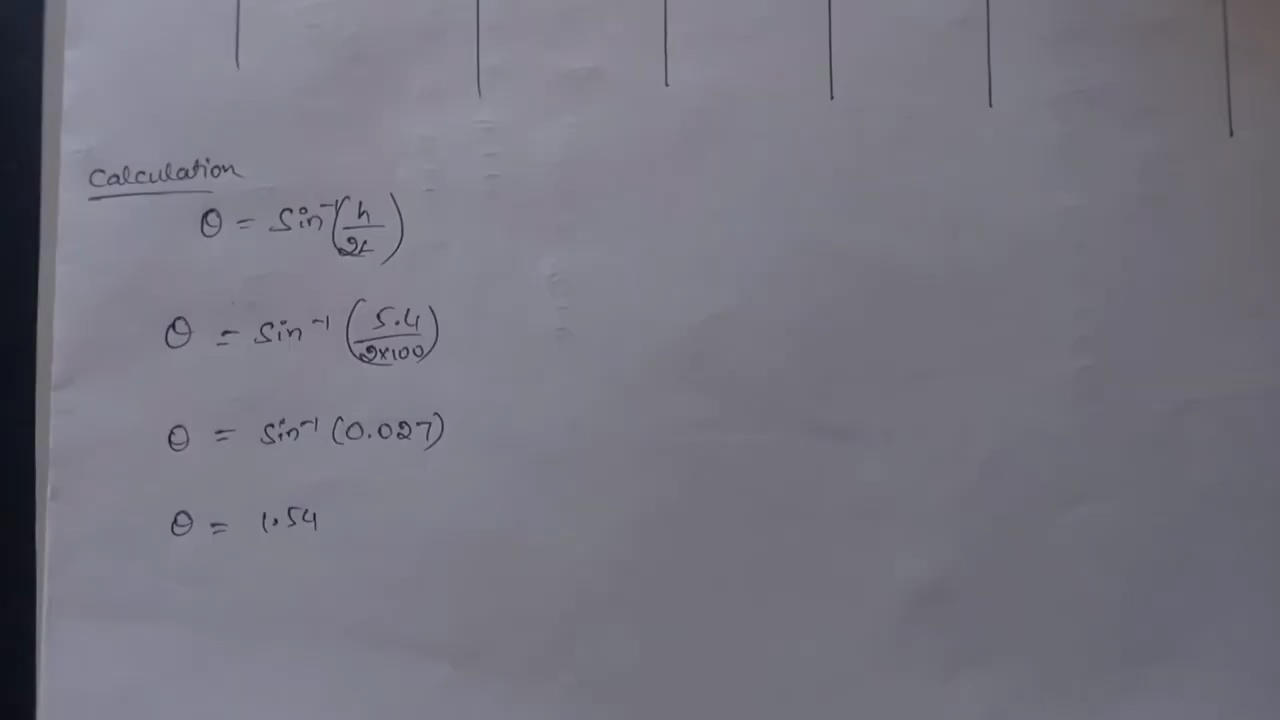 Calculation
θ = Sin⁻¹(h/2L)
θ = Sin⁻¹(5.4/2×100)
θ = Sin⁻¹(0.027)
θ = 1.54